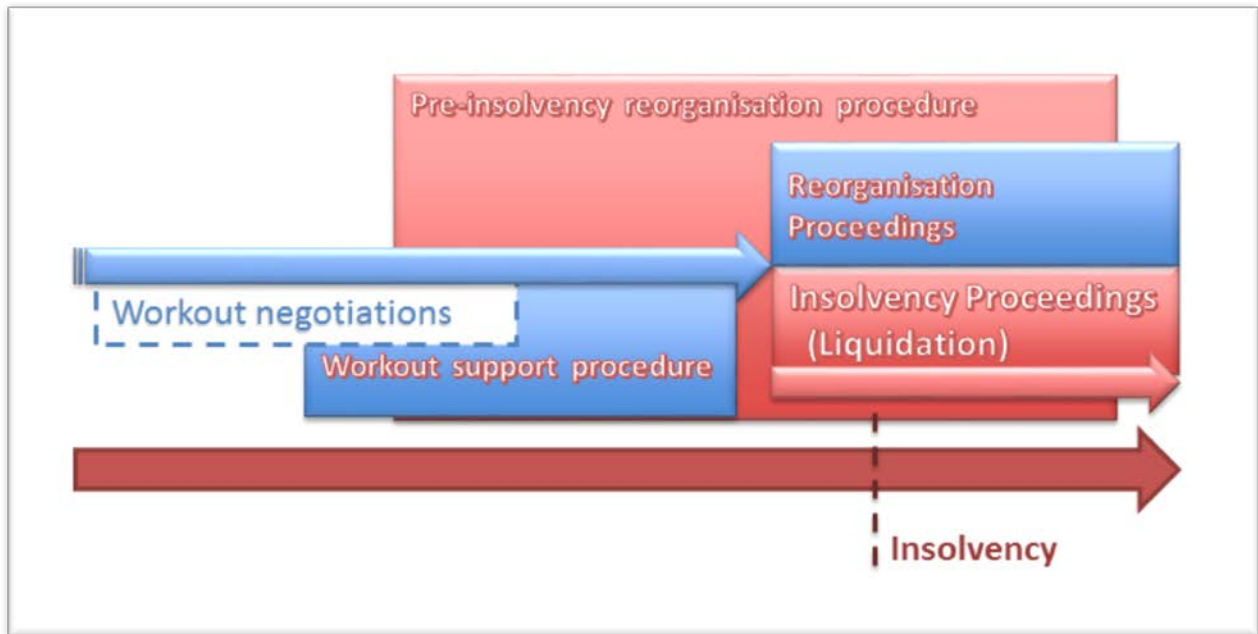 Pre-insolvency reorganisation procedure
Reorganisation
Proceedings
Workout negotiations
Insolvency Proceedings
(Liquidation)
Workout support procedure
Insolvency